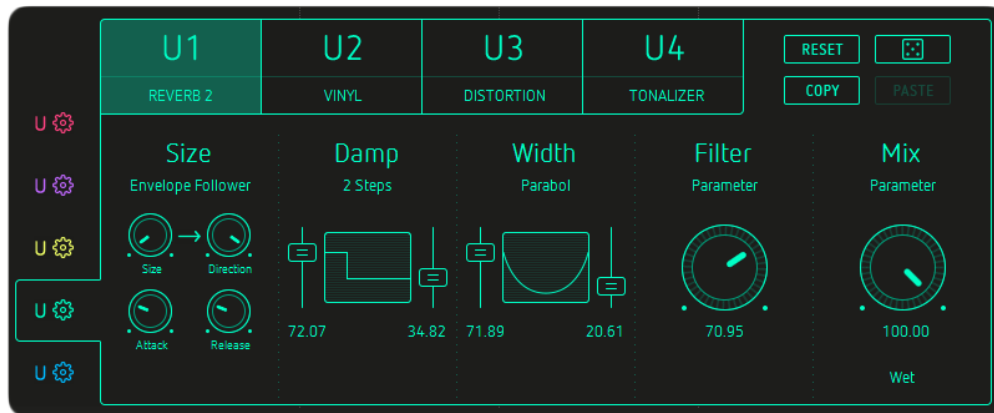 U1
U2
U3
U4
RESET
REVERB 2
VINYL
DISTORTION
TONALIZER
COPY
PASTE
U
U
U
U
U
Size
Damp
Width
Filter
Mix
Envelope Follower
2 Steps
Parabol
Parameter
Parameter
Size
Direction
Attack
Release
72.07
34.82
71.89
20.61
70.95
100.00
Wet